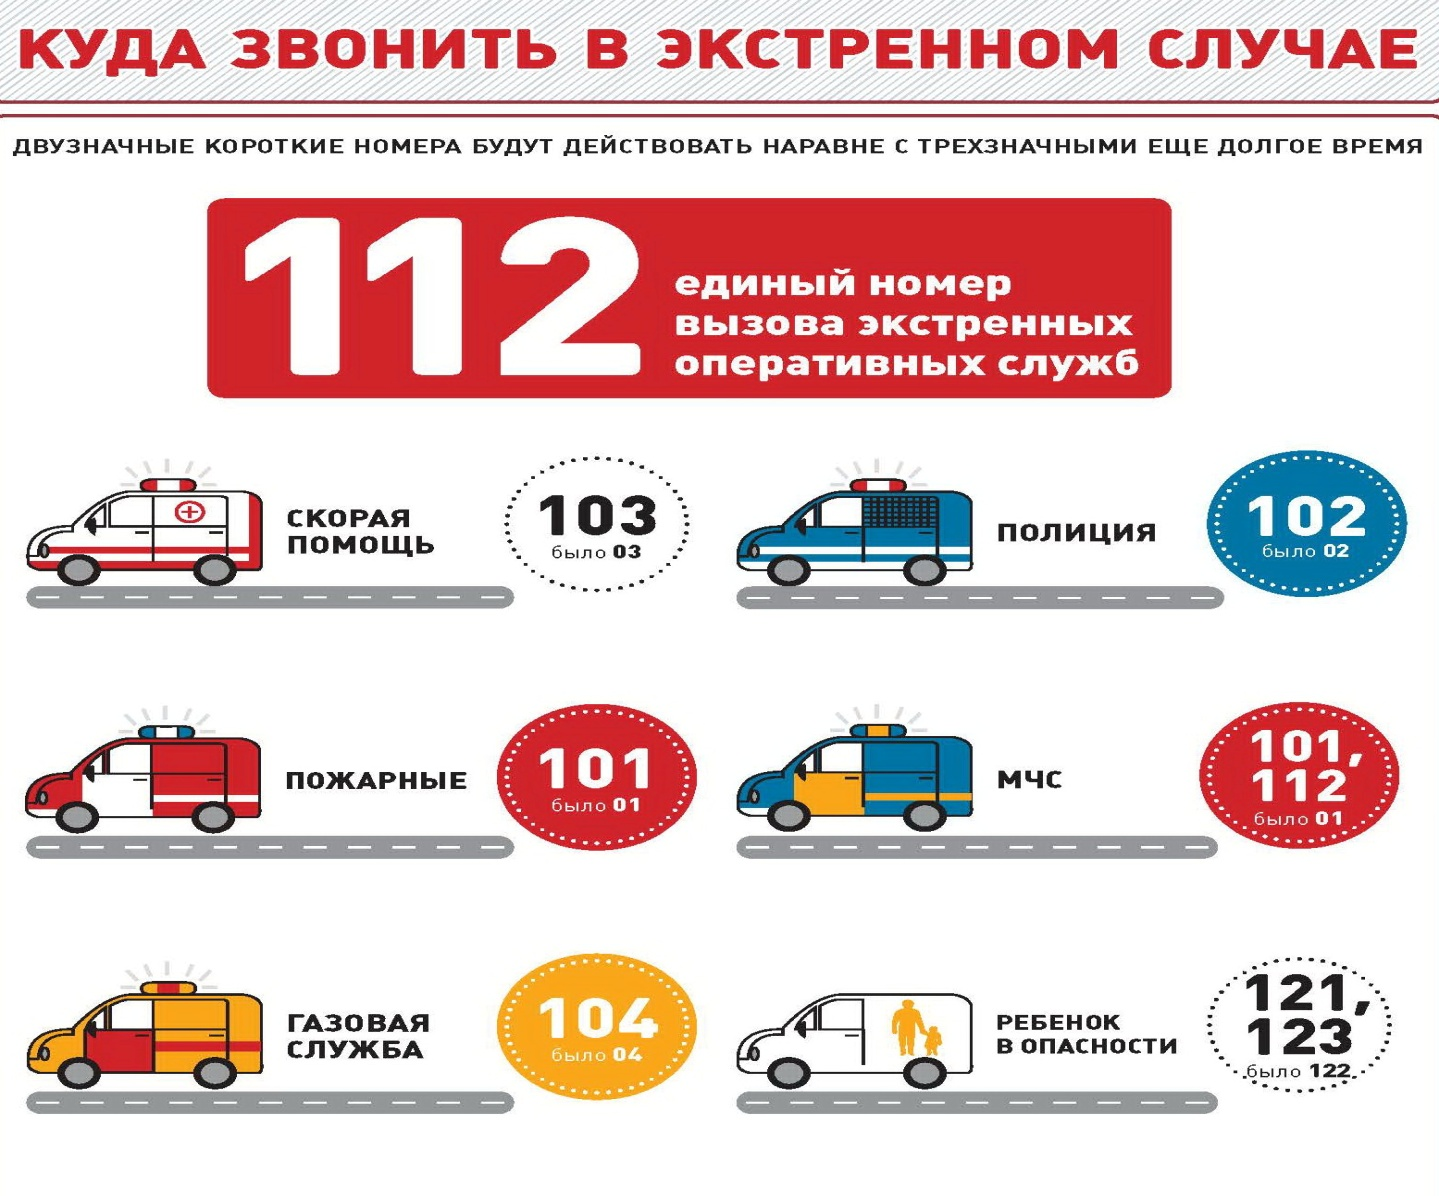 КУДА ЗВОНИТЬ В ЭКСТРЕННОМ СЛУЧАЕ
ДВУЗНАЧНЫЕ КОРОТКИЕ НОМЕРА БУДУТ ДЕЙСТВОВАТЬ НАРАВНЕ С ТРЕХЗНАЧНЫМИ ЕЩЕ ДОЛГОЕ ВРЕМЯ
112
единый номер
вызова экстренных
оперативных служб
СКОРАЯ
ПОМОЩЬ
103
было 03
ПОЛИЦИЯ
102
было 02
ПОЖАРНЫЕ
101
было 01
МЧС
101,
112
было 01
ГАЗОВАЯ
СЛУЖБА
104
было 04
РЕБЕНОК
В ОПАСНОСТИ
121,
123
было 122